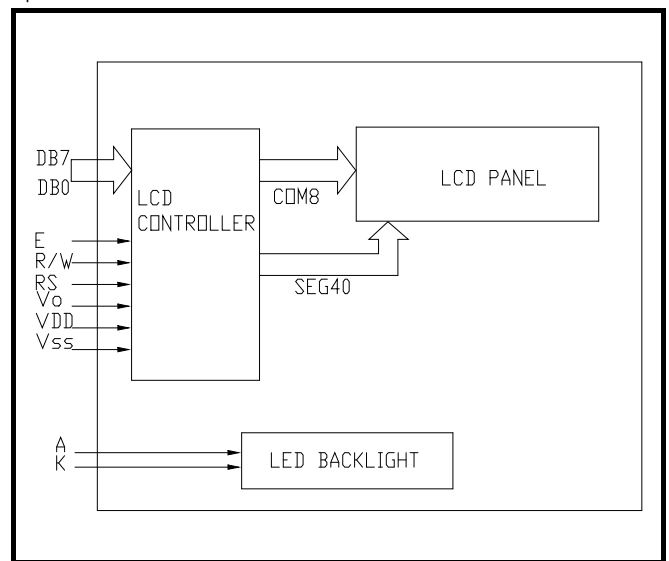 DB7
DB0
E
R/W
RS
Vo
VDD
Vss
LCD
CONTROLLER
COM8
SEG40
LCD PANEL
A
K
LED BACKLIGHT